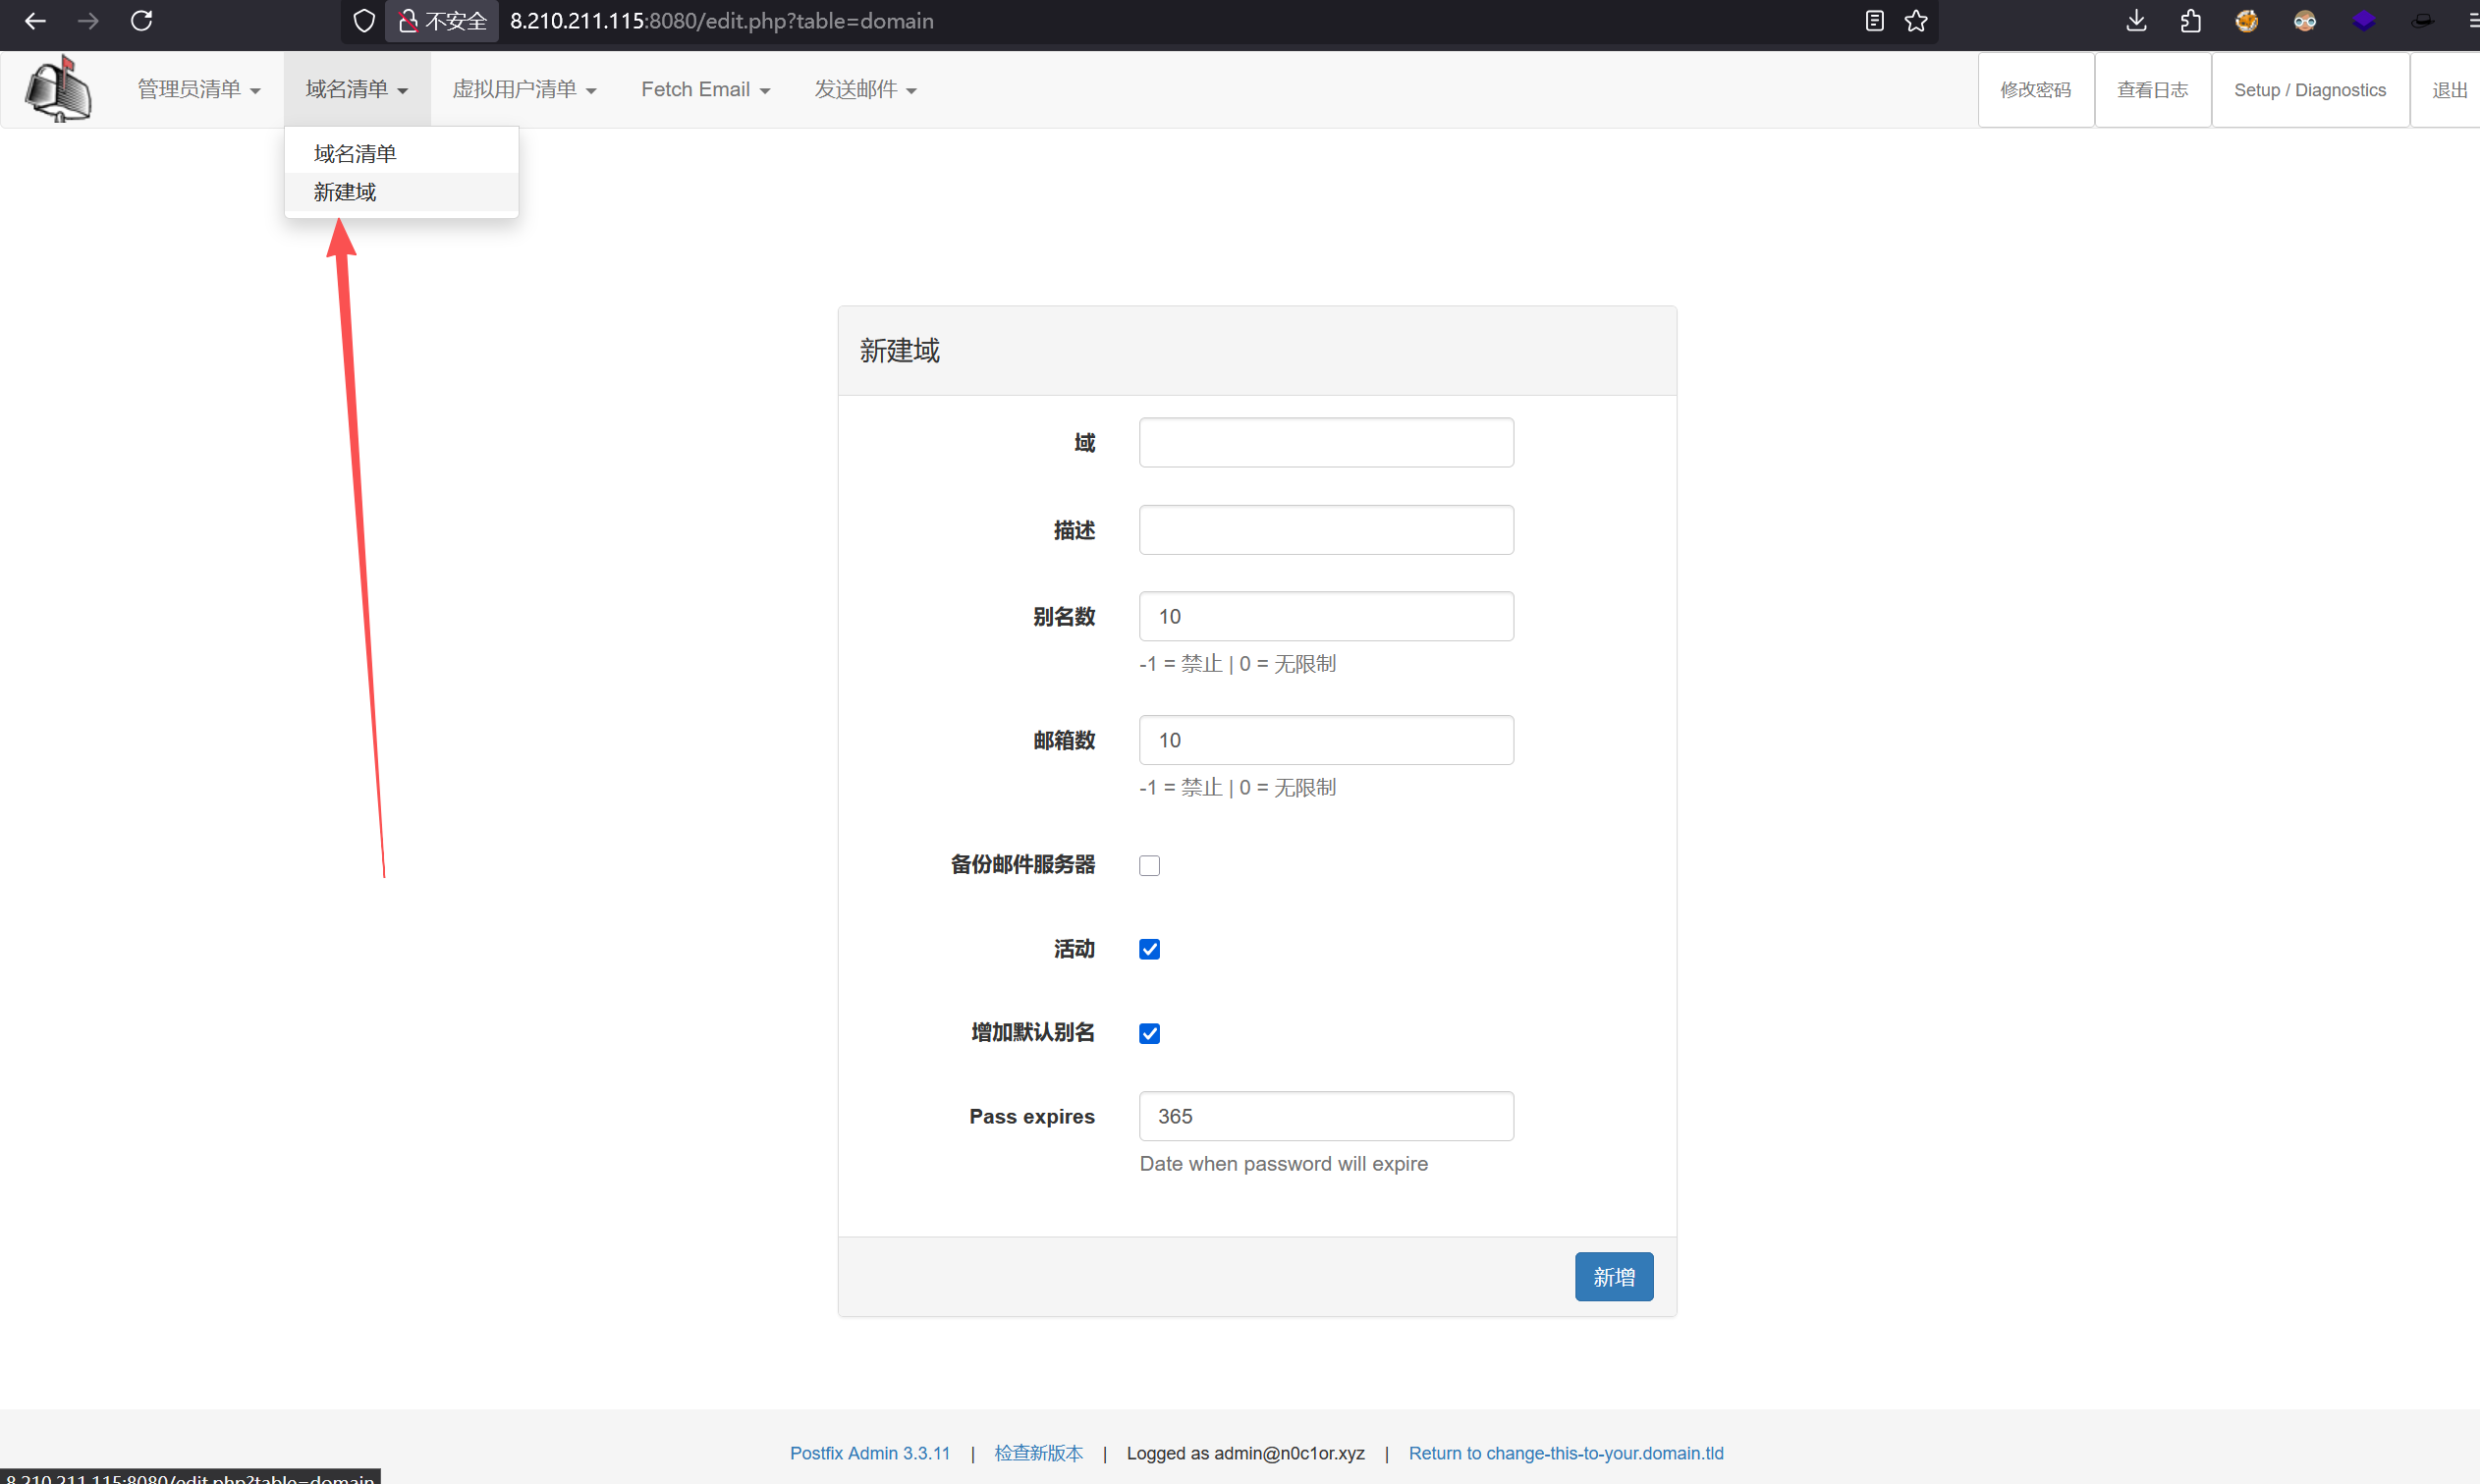 不安全 8.210.211.115:8080/edit.php?table=domain
管理员清单 域名清单 虚拟用户清单 Fetch Email 发送邮件 修改密码 查看日志 Setup / Diagnostics 退出
域名清单
新建域
新建域
域
描述
别名数 10
-1 = 禁止 | 0 = 无限制
邮箱数 10
-1 = 禁止 | 0 = 无限制
备份邮件服务器
活动
增加默认别名
Pass expires 365
Date when password will expire
新增
Postfix Admin 3.3.11 | 检查新版本 | Logged as admin@n0c1or.xyz | Return to change-this-to-your.domain.tld
8.210.211.115:8080/edit.php?table=domain